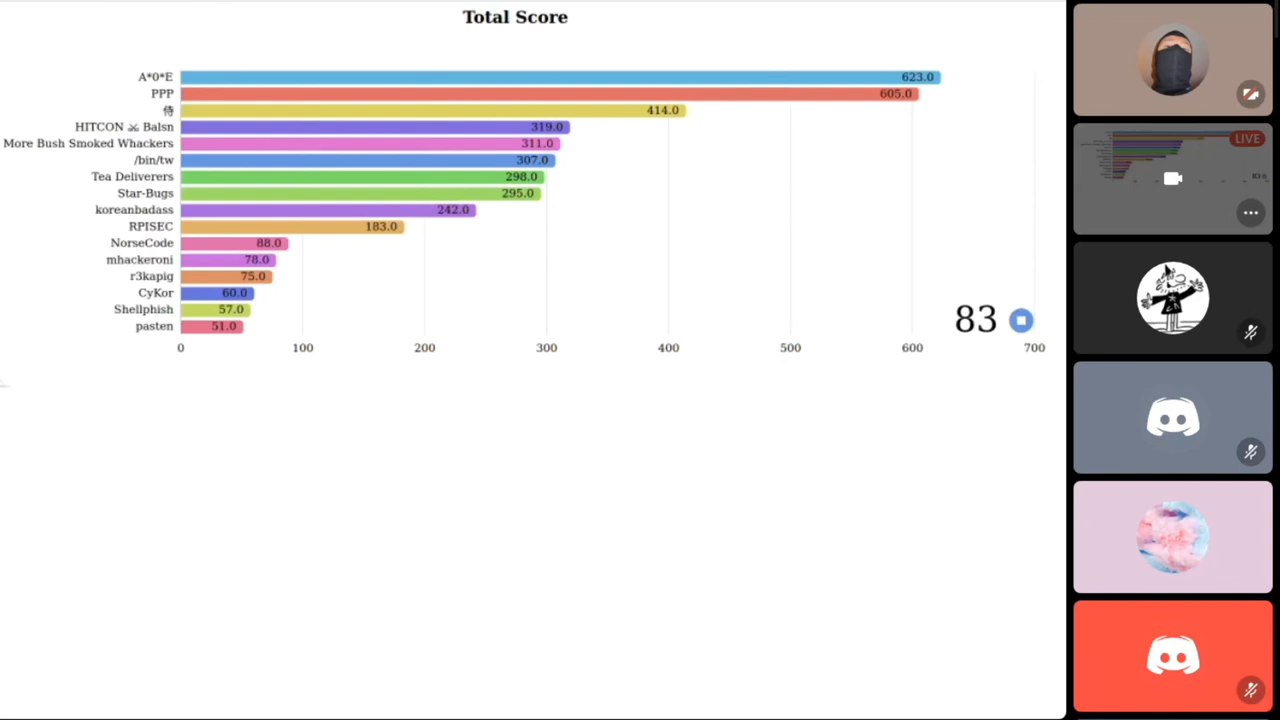 Total Score
A*0*E 623.0
PPP 605.0
侍 414.0
HITCON ⚔ Balsn 319.0
More Bush Smoked Whackers 311.0
/bin/tw 307.0
Tea Deliverers 298.0
Star-Bugs 295.0
koreanbadass 242.0
RPISEC 183.0
NorseCode 88.0
mhackeroni 78.0
r3kapig 75.0
CyKor 60.0
Shellphish 57.0
pasten 51.0
83
0 100 200 300 400 500 600 700
LIVE